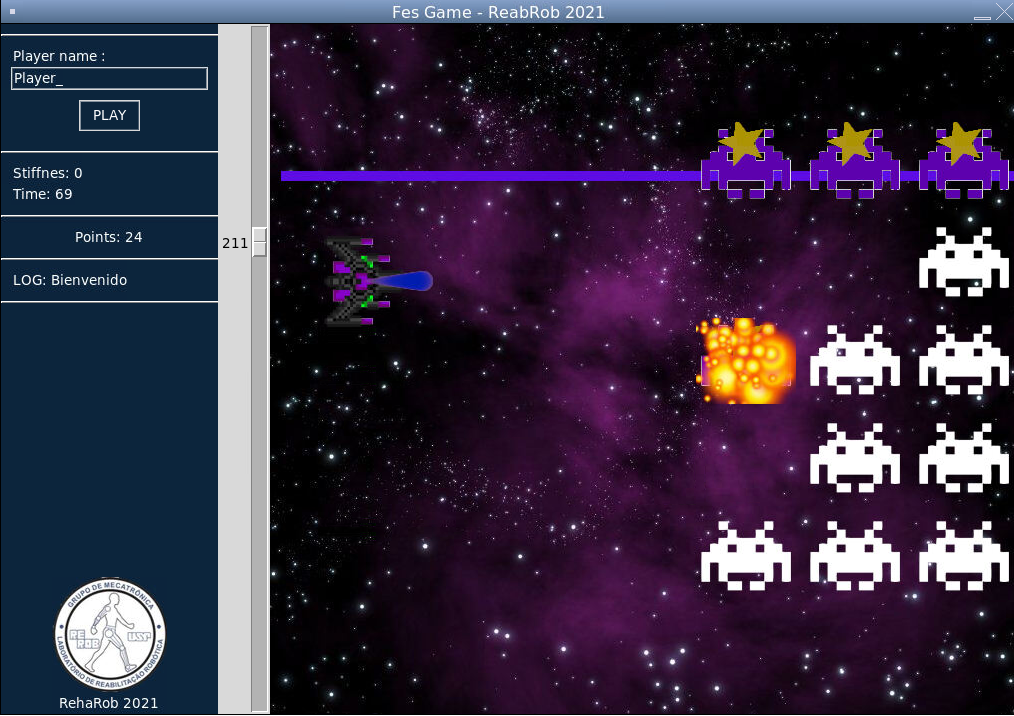 Fes Game - ReabRob 2021
Player name :
Player_
PLAY
Stiffnes: 0
Time: 69
Points: 24
211
LOG: Bienvenido
GRUPO DE MECATRÔNICA
RE
ROB
USP
LABORATÓRIO DE REABILITAÇÃO ROBÓTICA
RehaRob 2021